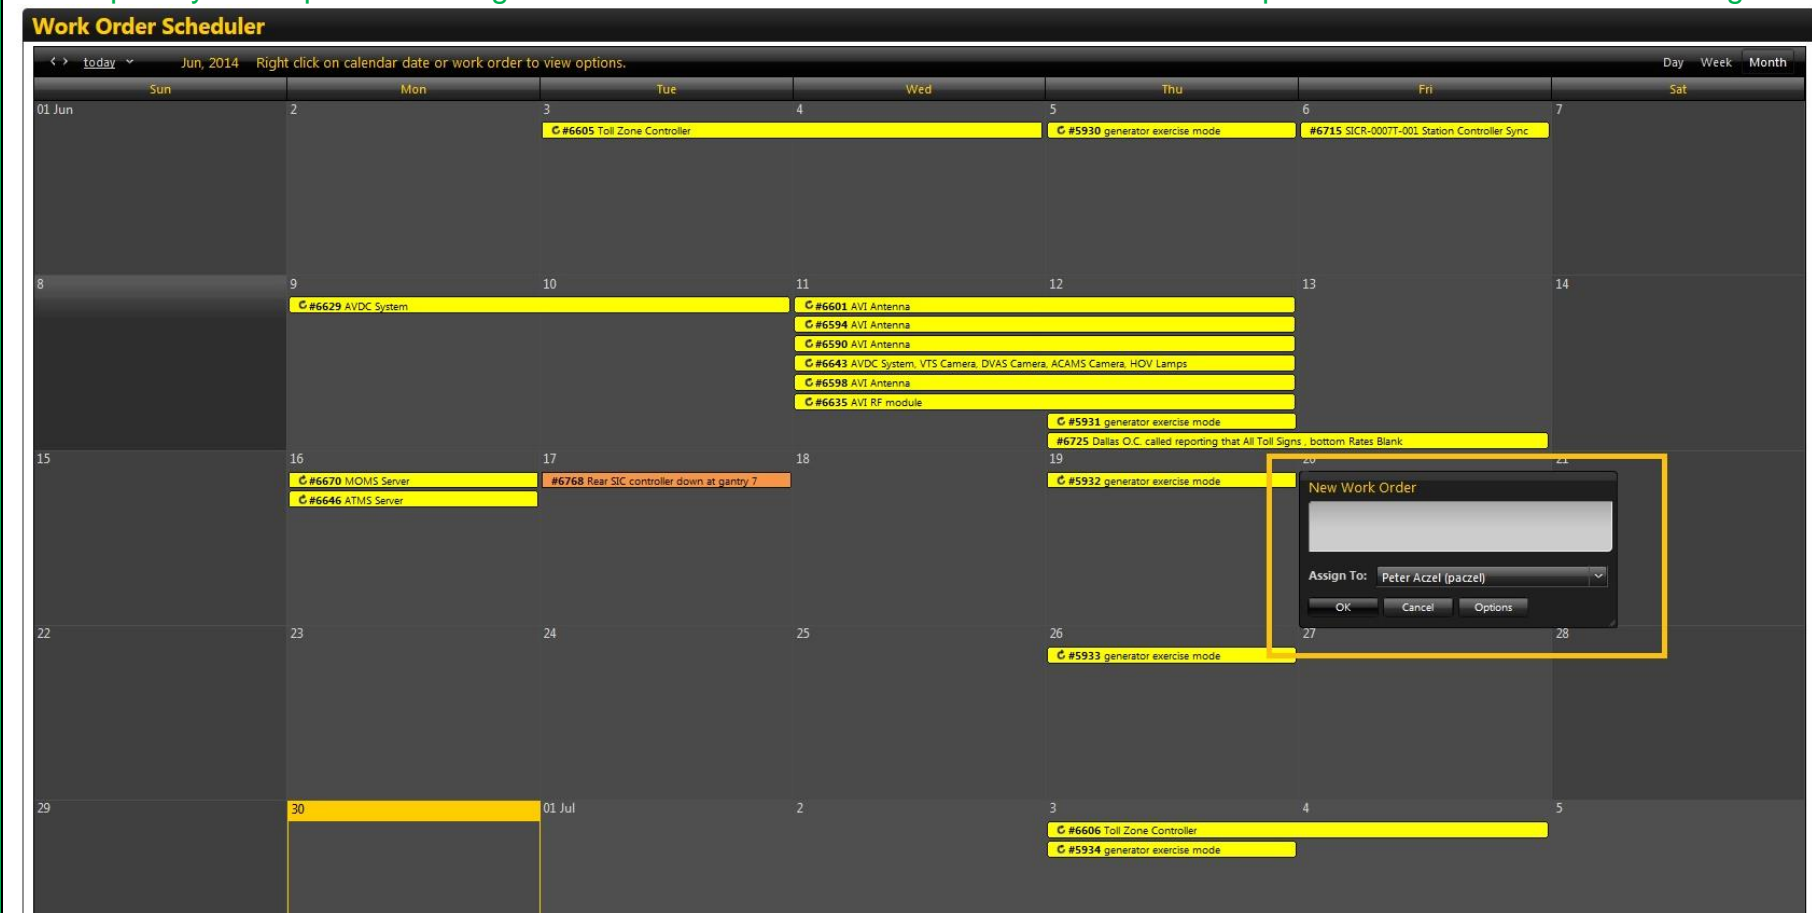 Work Order Scheduler
today Jun, 2014 Right click on calendar date or work order to view options. Day Week Month
Sun Mon Tue Wed Thu Fri Sat
01 Jun 2 3 4 5 6 7
#6605 Toll Zone Controller #5930 generator exercise mode #6715 SICR-0007T-001 Station Controller Sync
8 9 10 11 12 13 14
#6629 AVDC System #6601 AVI Antenna
#6594 AVI Antenna
#6590 AVI Antenna
#6643 AVDC System, VTS Camera, DVAS Camera, ACAMS Camera, HOV Lamps
#6598 AVI Antenna
#6635 AVI RF module
#5931 generator exercise mode
#6725 Dallas O.C. called reporting that All Toll Signs , bottom Rates Blank
15 16 17 18 19 20 21
#6670 MOMS Server #6768 Rear SIC controller down at gantry 7 #5932 generator exercise mode
#6646 ATMS Server
New Work Order
Assign To: Peter Aczel (paczel)
OK Cancel Options
22 23 24 25 26 27 28
#5933 generator exercise mode
29 30 01 Jul 2 3 4 5
#6606 Toll Zone Controller
#5934 generator exercise mode